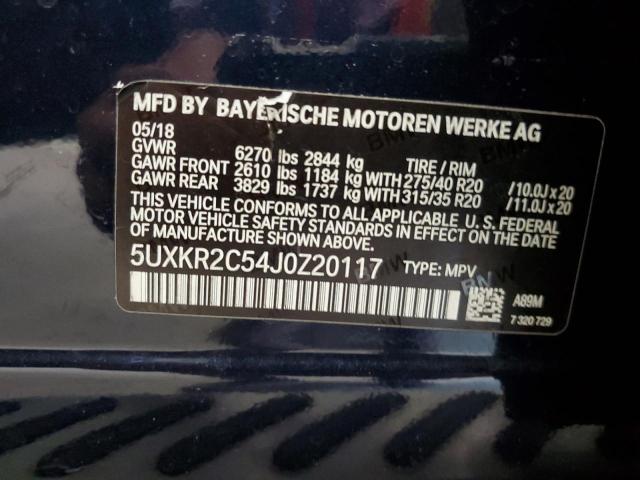 MFD BY BAYERISCHE MOTOREN WERKE AG
05/18
GVWR 6270 lbs 2844 kg TIRE / RIM
GAWR FRONT 2610 lbs 1184 kg WITH 275/40 R20 /10.0J x 20
GAWR REAR 3829 lbs 1737 kg WITH 315/35 R20 /11.0J x 20
THIS VEHICLE CONFORMS TO ALL APPLICABLE U. S. FEDERAL
MOTOR VEHICLE SAFETY STANDARDS IN EFFECT ON THE DATE
OF MANUFACTURE SHOWN ABOVE.
5UXKR2C54J0Z20117 TYPE: MPV
A89M
7 320 729